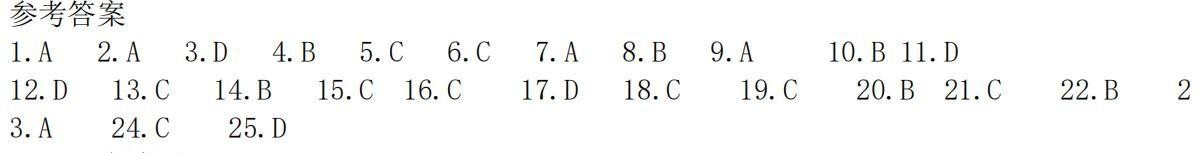 参考答案
1.A 2.A 3.D 4.B 5.C 6.C 7.A 8.B 9.A 10.B 11.D
12.D 13.C 14.B 15.C 16.C 17.D 18.C 19.C 20.B 21.C 22.B 2
3.A 24.C 25.D